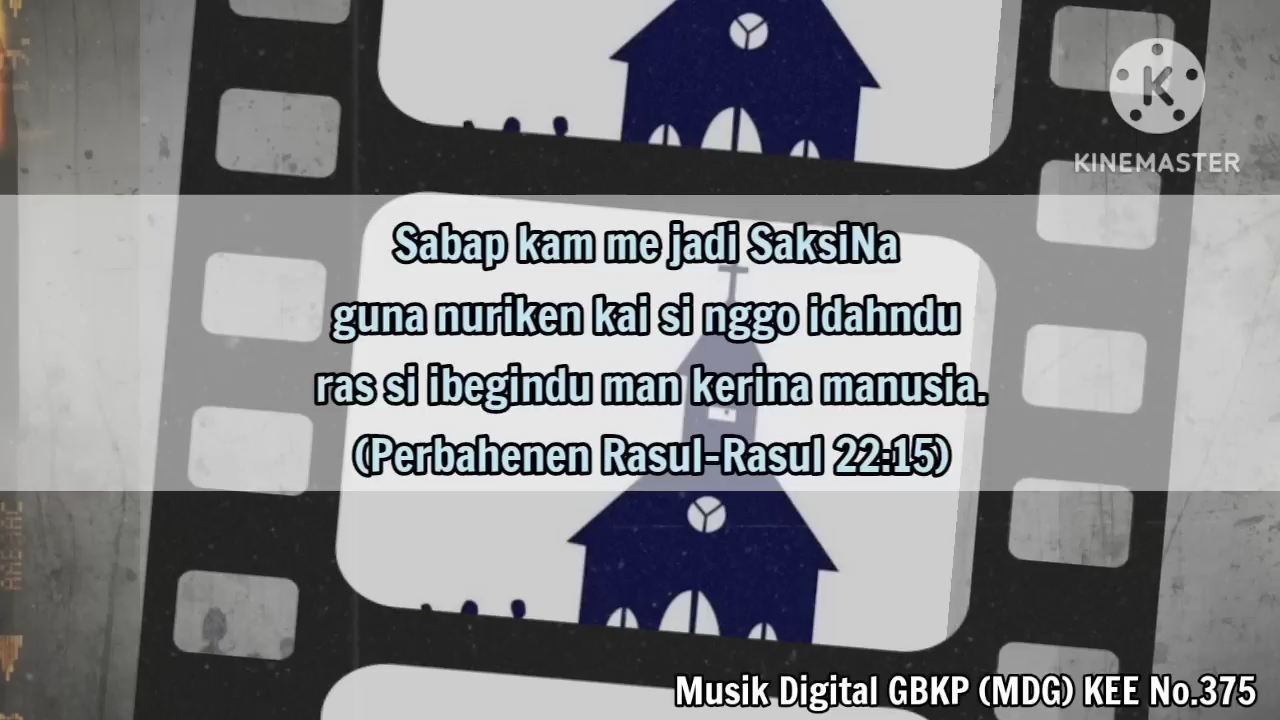 KINEMASTER
Sabap kam me jadi SaksiNa
guna nuriken kai si nggo idahndu
ras si ibegindu man kerina manusia.
(Perbahenen Rasul-Rasul 22:15)
Musik Digital GBKP (MDG) KEE No.375